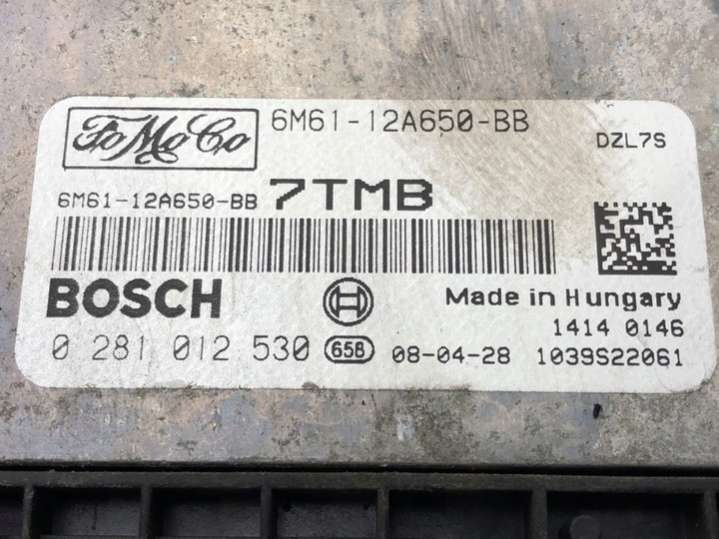 FoMoCo 6M61-12A650-BB
DZL7S
6M61-12A650-BB 7TMB
BOSCH
Made in Hungary
1414 0146
0 281 012 530 658 08-04-28 1039S22061